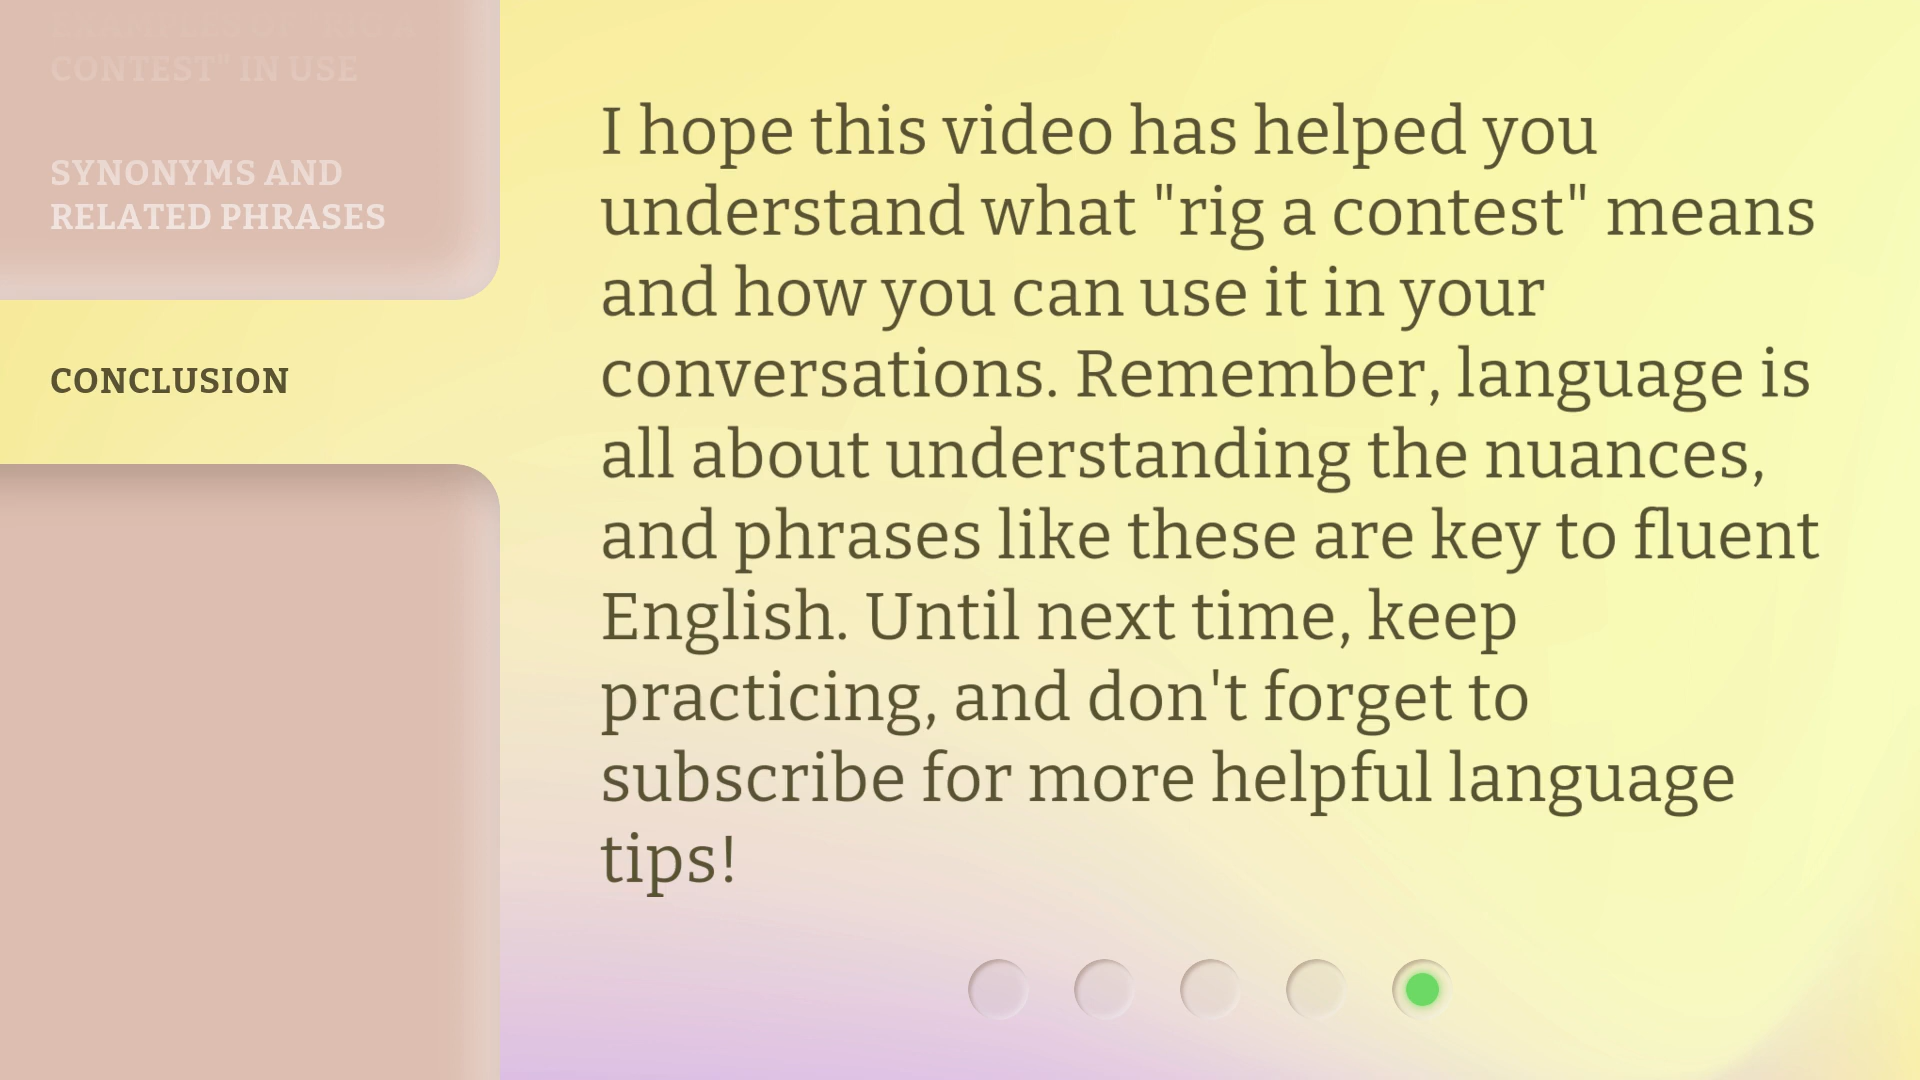 EXAMPLES OF "RIG A
CONTEST" IN USE
SYNONYMS AND
RELATED PHRASES
CONCLUSION
I hope this video has helped you
understand what "rig a contest" means
and how you can use it in your
conversations. Remember, language is
all about understanding the nuances,
and phrases like these are key to fluent
English. Until next time, keep
practicing, and don't forget to
subscribe for more helpful language
tips!